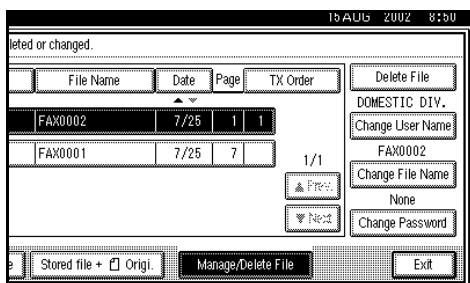 15 AUG 2002 8:50
leted or changed.
File Name Date Page TX Order Delete File
DOMESTIC DIV.
FAX0002 7/25 1 1 Change User Name
FAX0001 7/25 7 FAX0002
1/1 Change File Name
▲ Prev. None
▼ Next Change Password
e Stored file + Origi. Manage/Delete File Exit